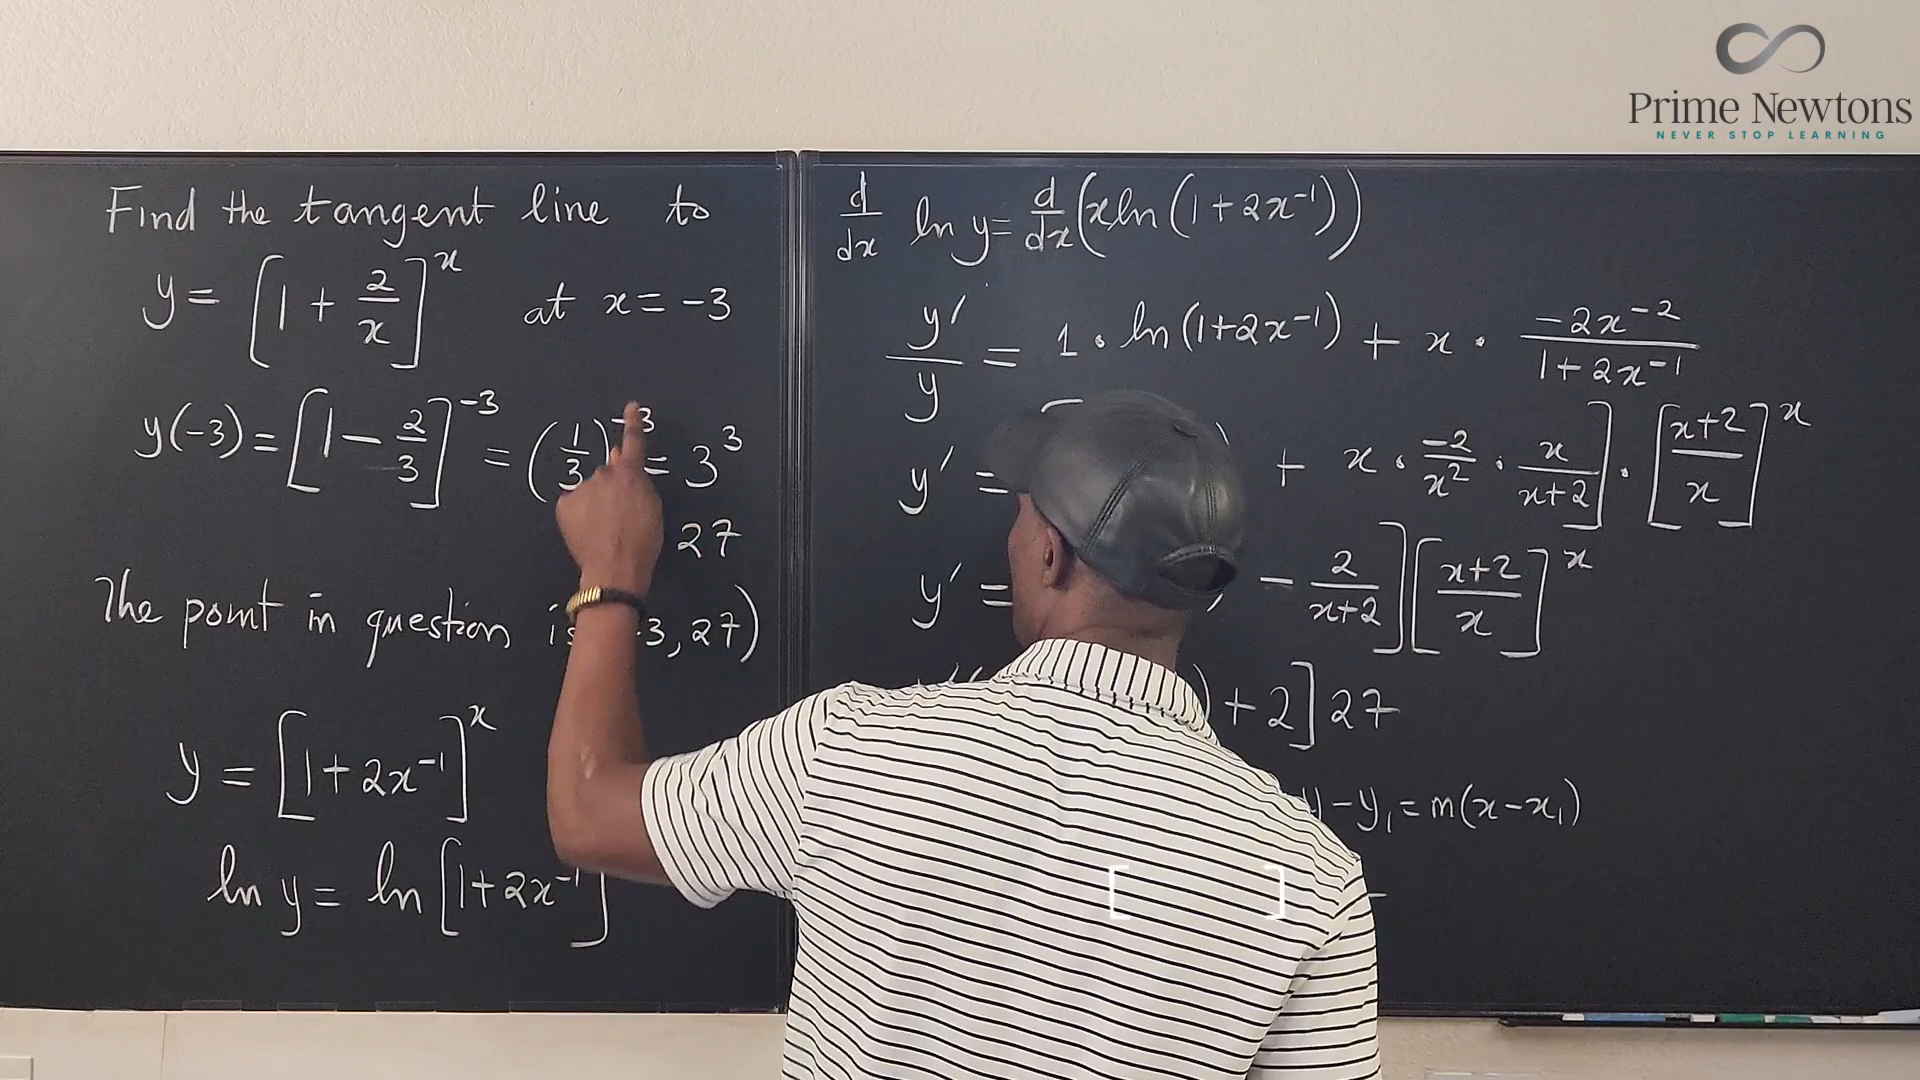 Prime Newtons
NEVER STOP LEARNING
Find the tangent line to
y = [1 + 2/x]^x at x = -3
y(-3) = [1 - 2/3]^-3 = (1/3)^-3 = 3^3
27
The point in question is 3, 27)
y = [1 + 2x^-1]^x
ln y = ln [1 + 2x^-1]
d/dx ln y = d/dx (x ln (1 + 2x^-1))
y'/y = 1 · ln (1 + 2x^-1) + x · -2x^-2/1 + 2x^-1
y' = + x · -2/x^2 · x/x+2] · [x+2/x]^x
y' = - 2/x+2][x+2/x]^x
) + 2] 27
y - y₁ = m(x - x₁)
[ ]